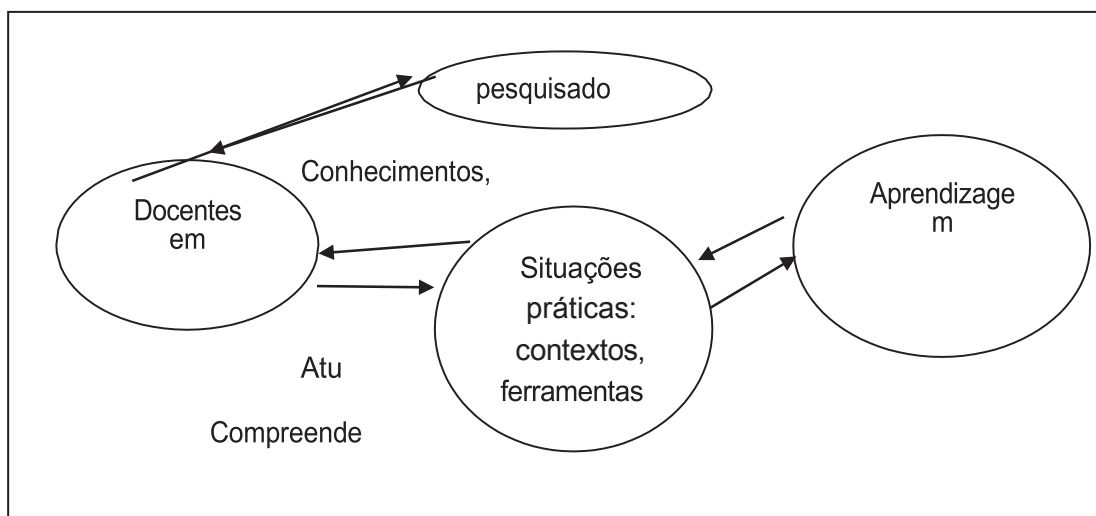 pesquisado
Conhecimentos,
Docentes
em
Aprendizage
m
Situações
práticas:
contextos,
ferramentas
Atu
Compreende